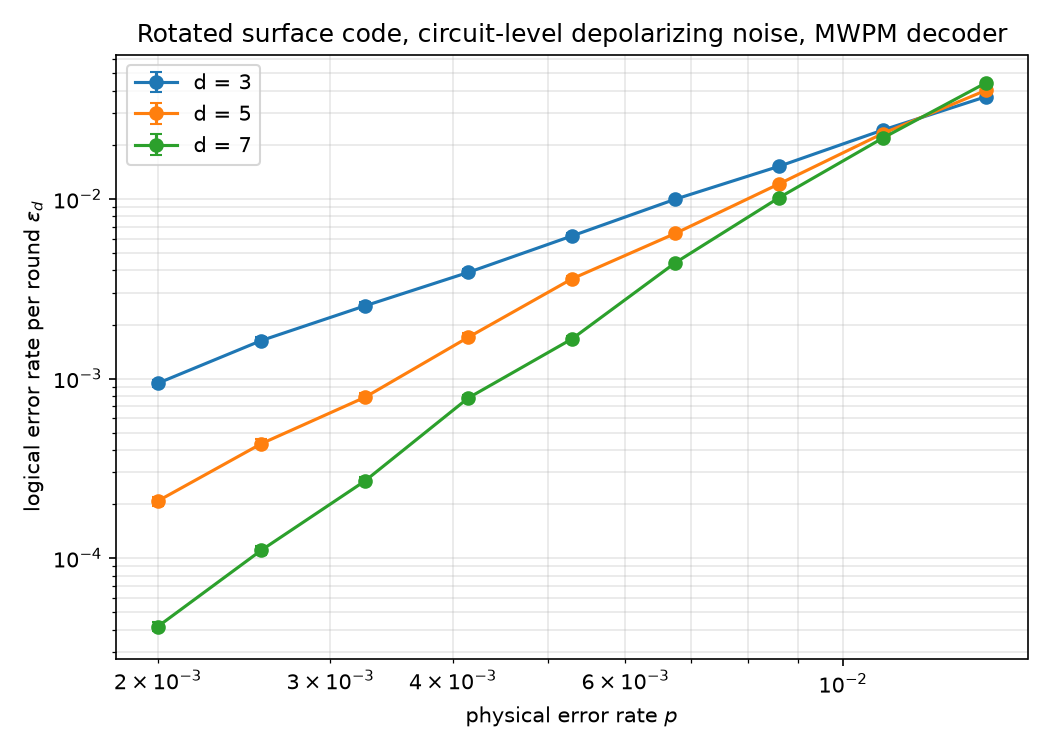 Rotated surface code, circuit-level depolarizing noise, MWPM decoder
d = 3
d = 5
d = 7
logical error rate per round ε_d
10⁻²
10⁻³
10⁻⁴
2 × 10⁻³
3 × 10⁻³
4 × 10⁻³
6 × 10⁻³
10⁻²
physical error rate p